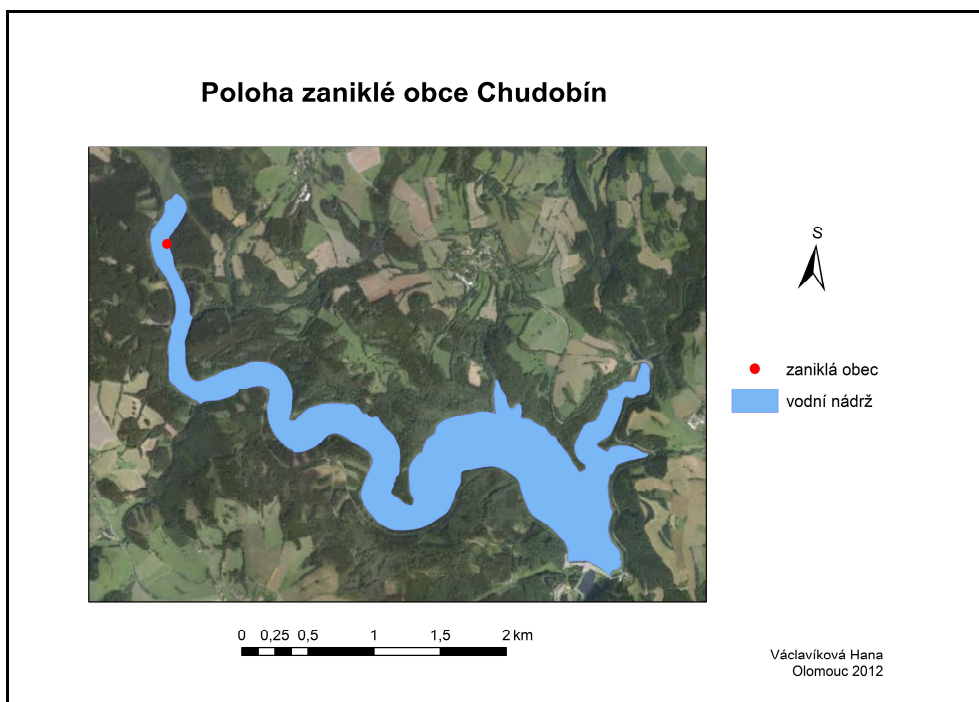 Poloha zaniklé obce Chudobín
S
zaniklá obec
vodní nádrž
0 0,25 0,5 1 1,5 2 km
Václavíková Hana
Olomouc 2012